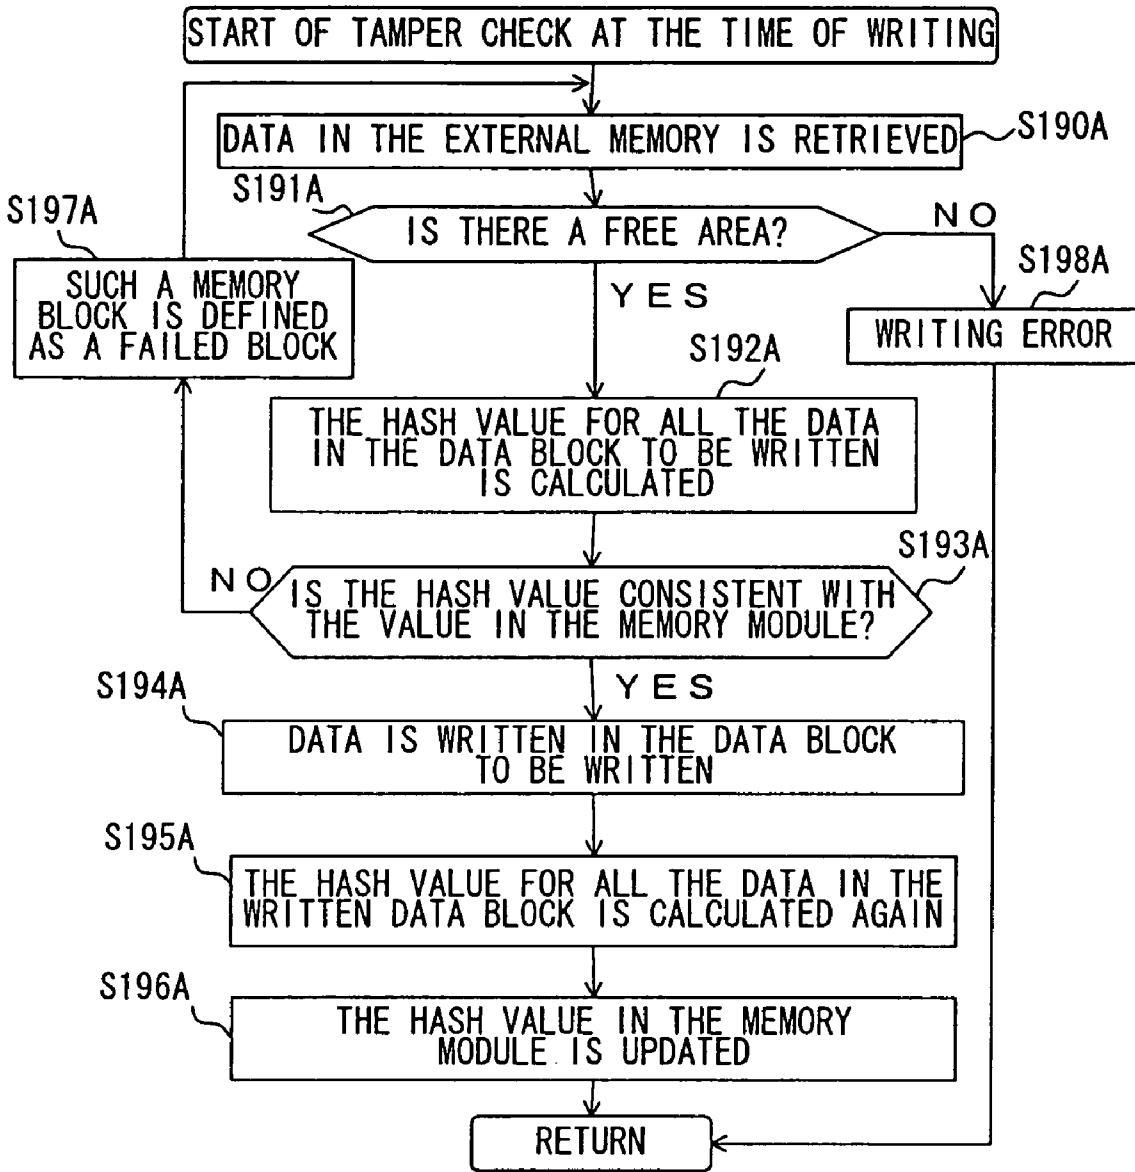 START OF TAMPER CHECK AT THE TIME OF WRITING
DATA IN THE EXTERNAL MEMORY IS RETRIEVED
S190A
S191A
IS THERE A FREE AREA?
NO
S197A
SUCH A MEMORY
BLOCK IS DEFINED
AS A FAILED BLOCK
YES
S198A
WRITING ERROR
S192A
THE HASH VALUE FOR ALL THE DATA
IN THE DATA BLOCK TO BE WRITTEN
IS CALCULATED
S193A
NO
IS THE HASH VALUE CONSISTENT WITH
THE VALUE IN THE MEMORY MODULE?
YES
S194A
DATA IS WRITTEN IN THE DATA BLOCK
TO BE WRITTEN
S195A
THE HASH VALUE FOR ALL THE DATA IN THE
WRITTEN DATA BLOCK IS CALCULATED AGAIN
S196A
THE HASH VALUE IN THE MEMORY
MODULE IS UPDATED
RETURN